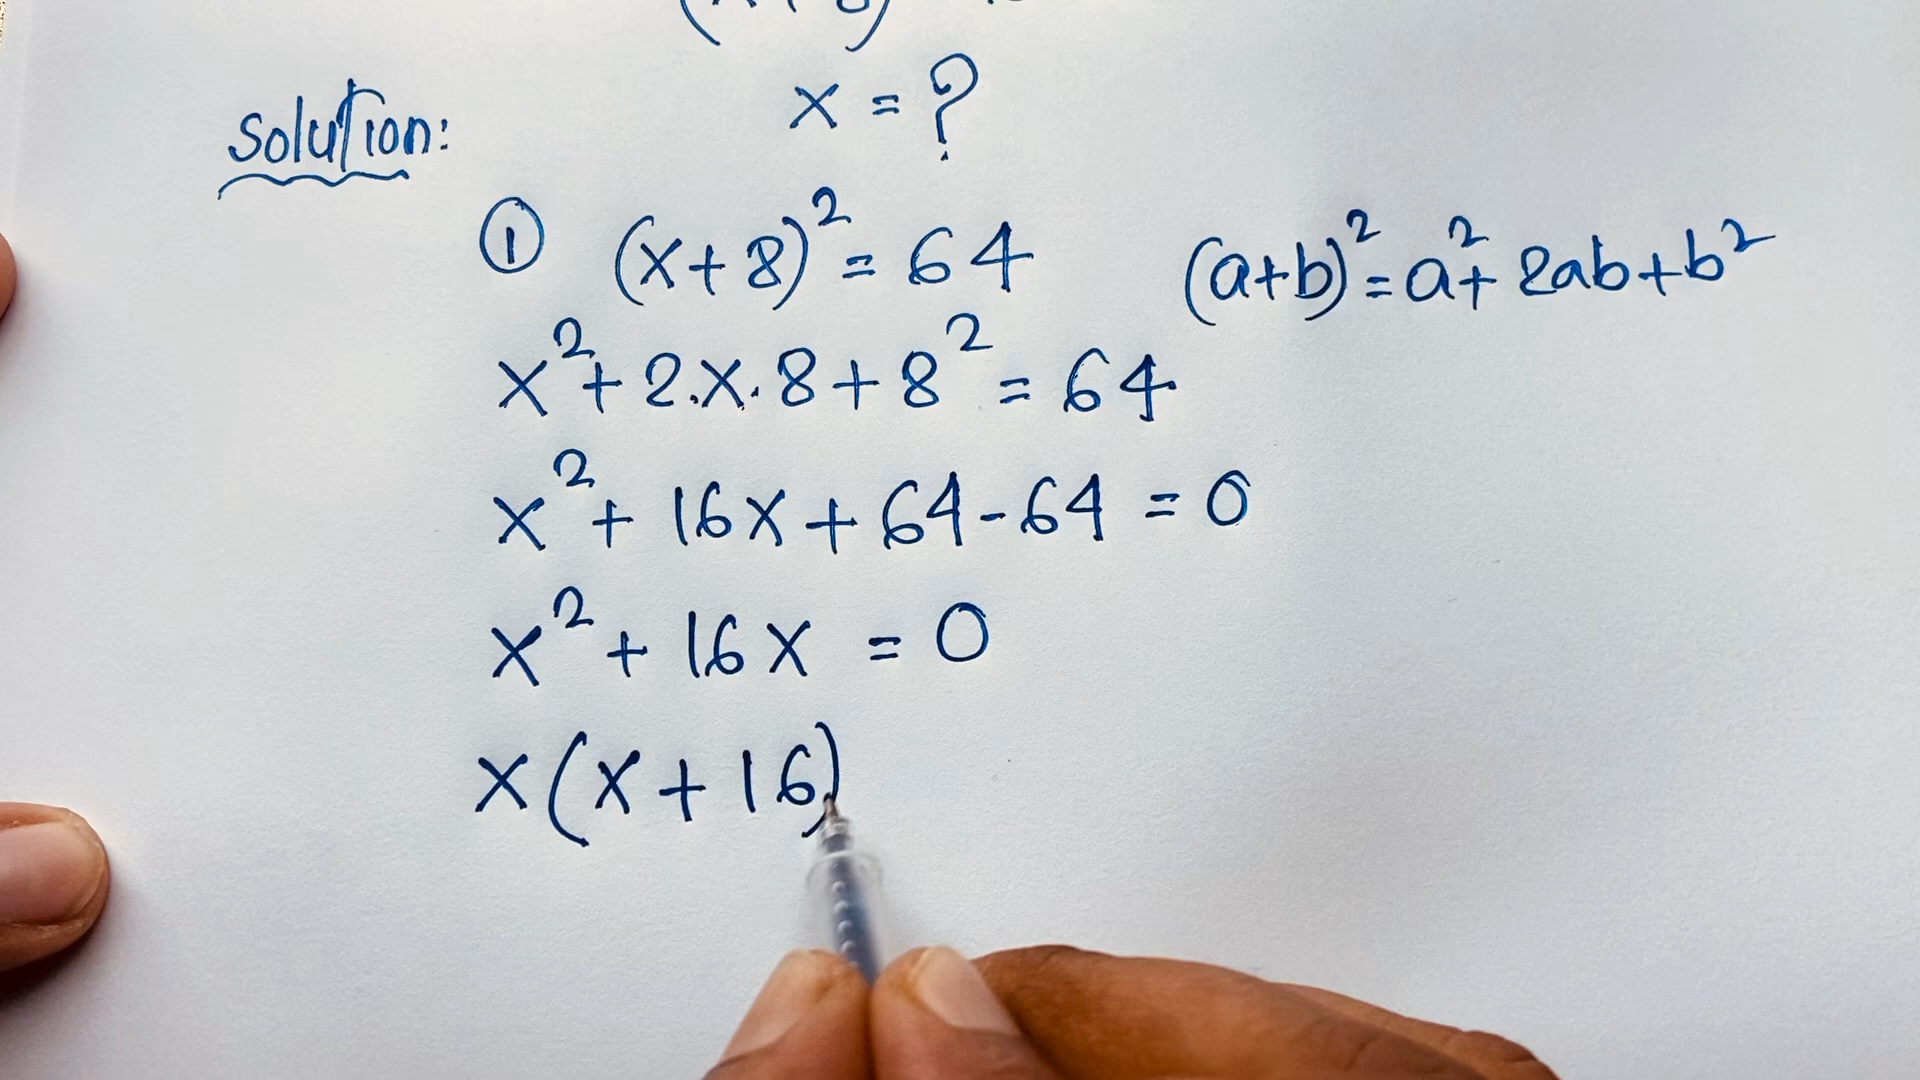 x = ?
Solution:
① (x+8)² = 64
(a+b)² = a² + 2ab + b²
x² + 2.x.8 + 8² = 64
x² + 16x + 64 - 64 = 0
x² + 16x = 0
x(x + 16)